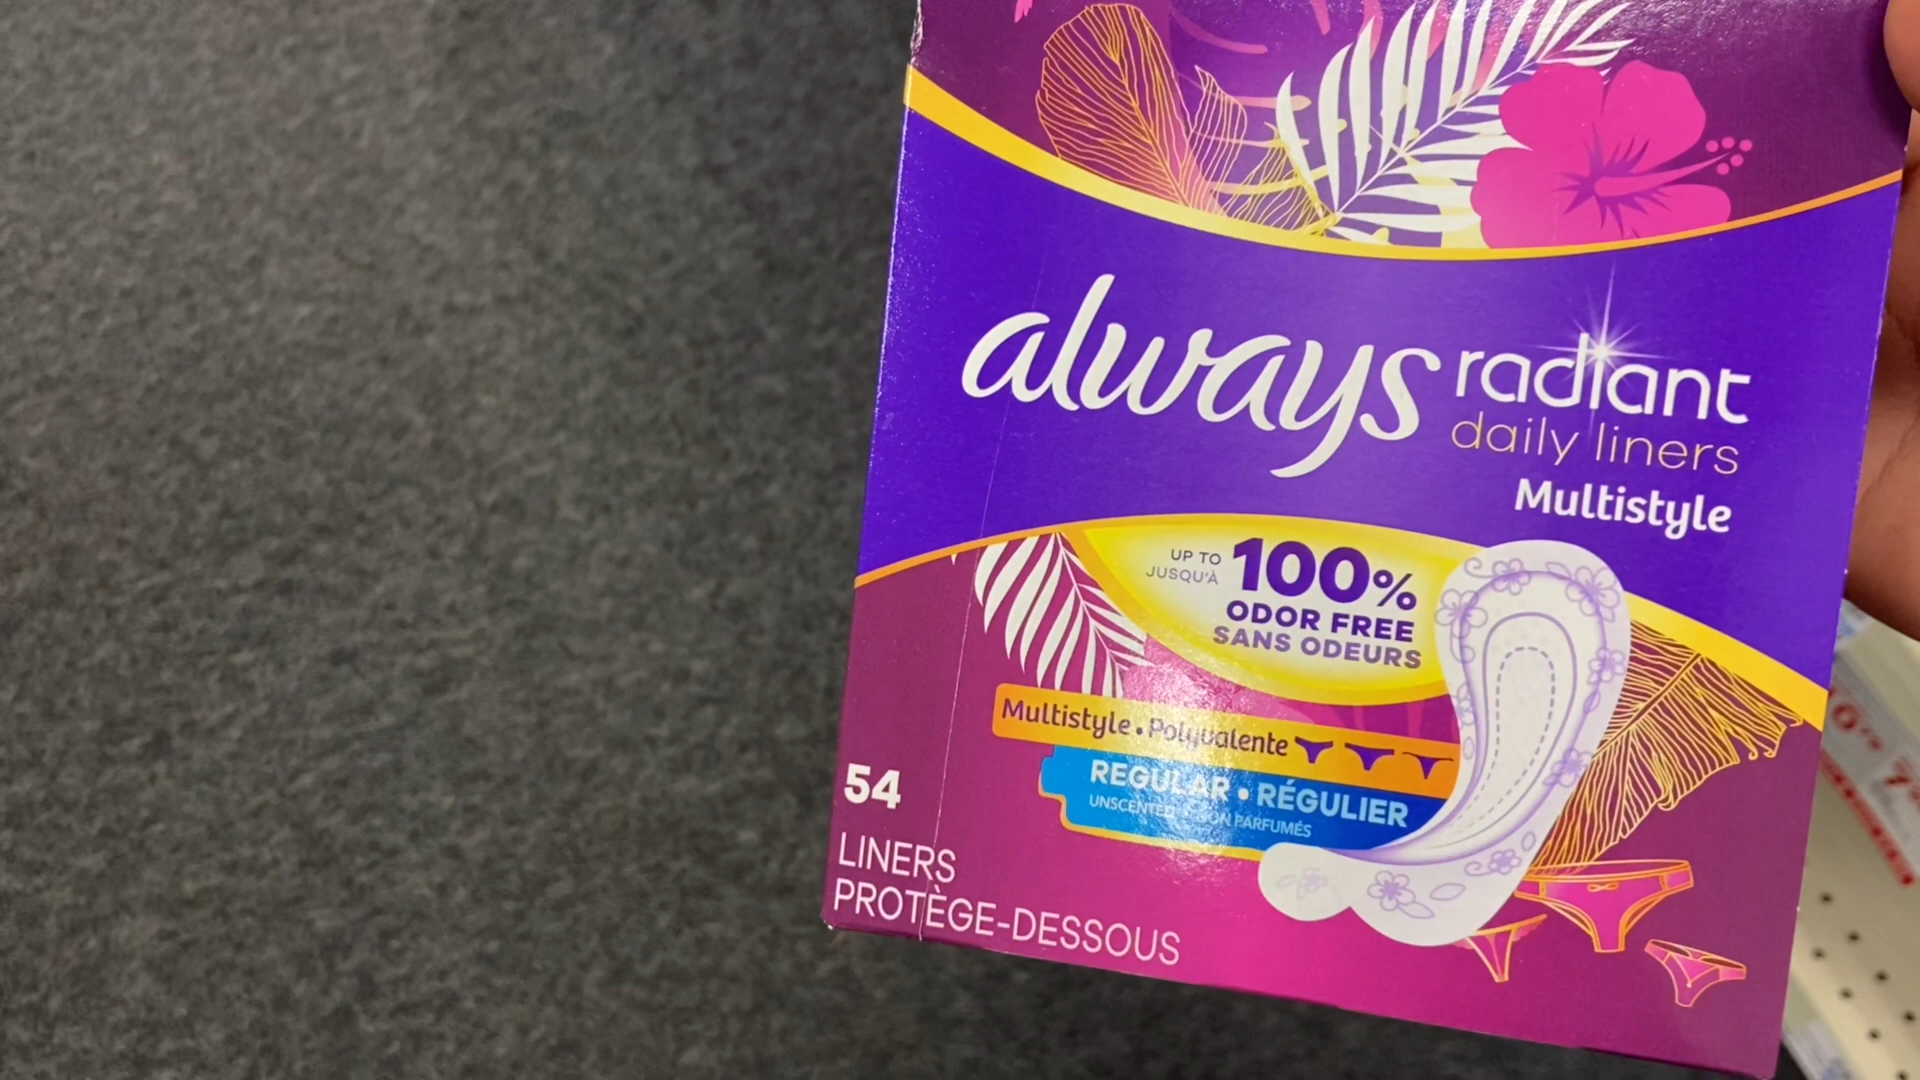 always radiant
daily liners
Multistyle
UP TO
JUSQU'À
100%
ODOR FREE
SANS ODEURS
Multistyle • Polyvalente
REGULAR • RÉGULIER
UNSCENTED • NON PARFUMÉS
54
LINERS
PROTÈGE-DESSOUS